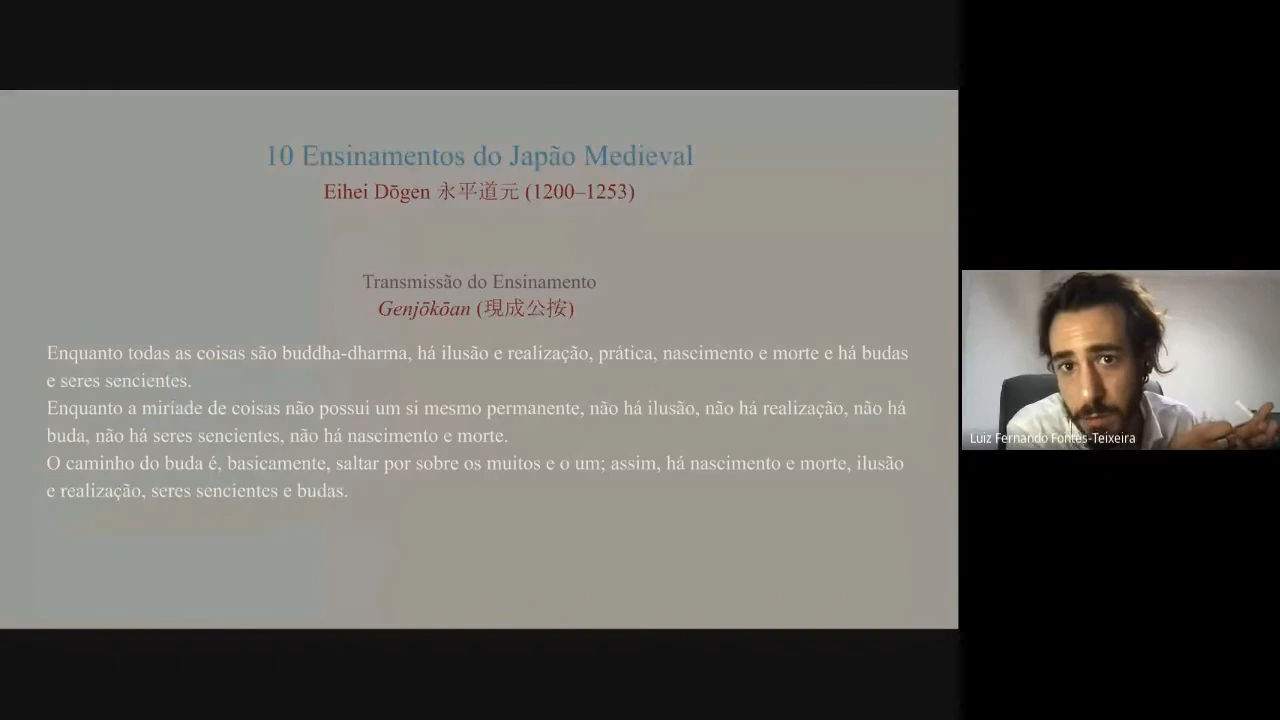 10 Ensinamentos do Japão Medieval
Eihei Dōgen 永平道元 (1200–1253)
Transmissão do Ensinamento
Genjōkōan (現成公按)
Enquanto todas as coisas são buddha-dharma, há ilusão e realização, prática, nascimento e morte e há budas
e seres sencientes.
Enquanto a miríade de coisas não possui um si mesmo permanente, não há ilusão, não há realização, não há
buda, não há seres sencientes, não há nascimento e morte.
O caminho do buda é, basicamente, saltar por sobre os muitos e o um; assim, há nascimento e morte, ilusão
e realização, seres sencientes e budas.
Luiz Fernando Fontes-Teixeira